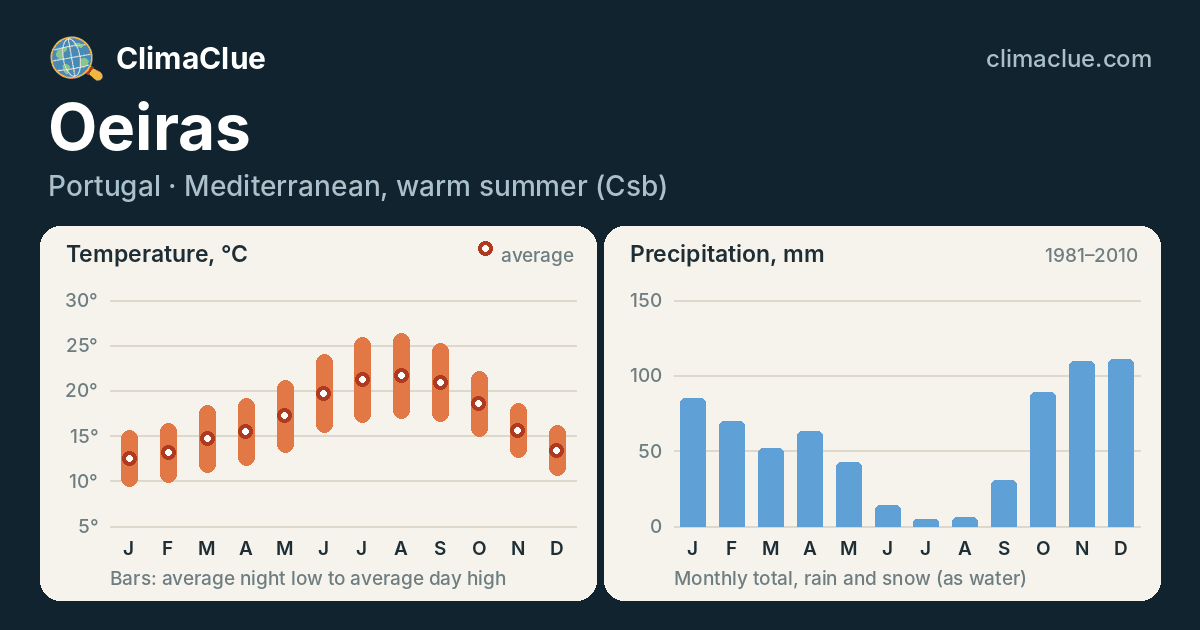 ClimaClue
climaclue.com
Oeiras
Portugal · Mediterranean, warm summer (Csb)
Temperature, °C
average
30°
25°
20°
15°
10°
5°
J F M A M J J A S O N D
Bars: average night low to average day high
Precipitation, mm
1981–2010
150
100
50
0
J F M A M J J A S O N D
Monthly total, rain and snow (as water)